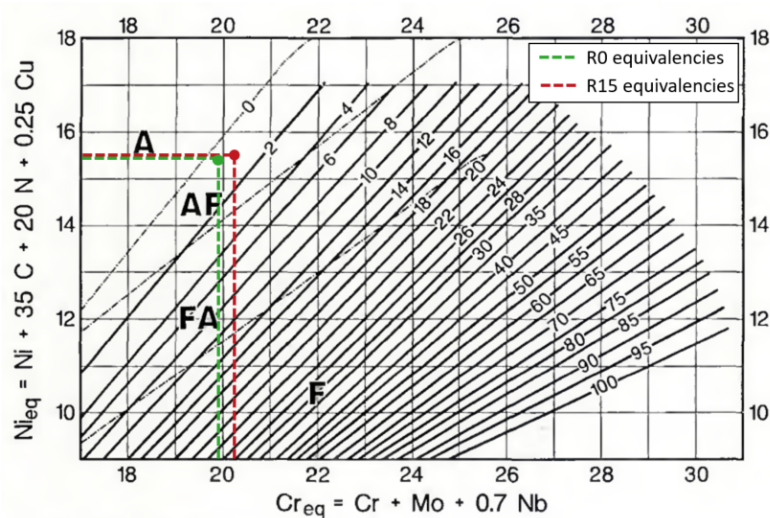 18 20 22 24 26 28 30
18 18
R0 equivalencies
R15 equivalencies
0 2 4 6 8 10 12 14 16 18 20 22 24 26 28 30 35 40 45 50 55 60 65 70 75 80 85 90 95 100
A
AF
FA
F
16 16
14 14
12 12
10 10
Ni_eq = Ni + 35 C + 20 N + 0.25 Cu
18 20 22 24 26 28 30
Cr_eq = Cr + Mo + 0.7 Nb